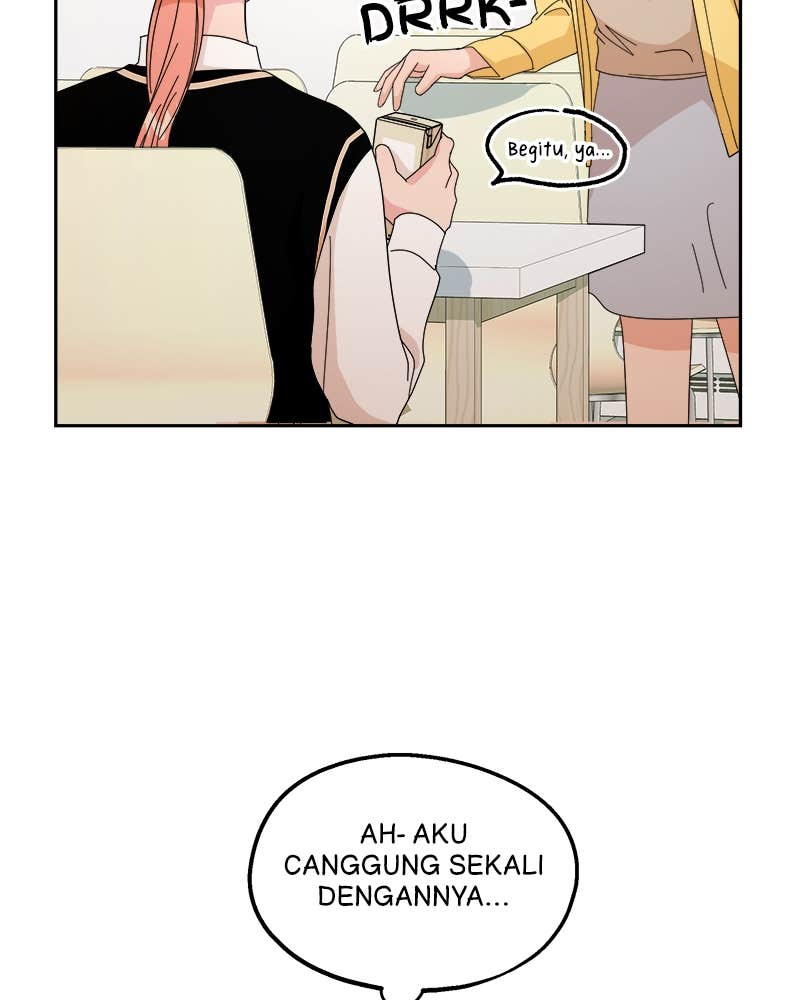 DRRK-
Begitu, ya...
AH- AKU
CANGGUNG SEKALI
DENGANNYA...